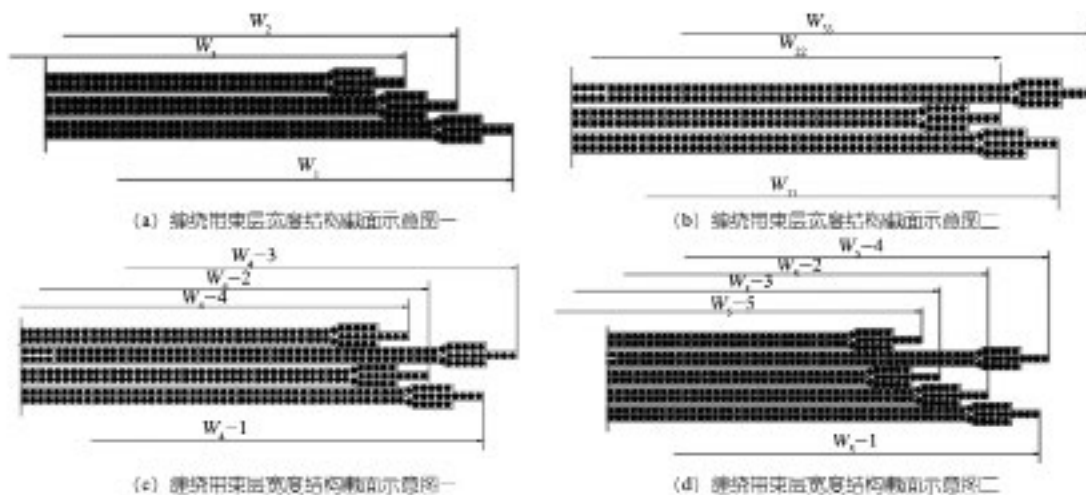 W₂
W₃
W₁
(a) 缠绕带束层宽度结构截面示意图一
W₃₃
W₂₂
W₁₁
(b) 缠绕带束层宽度结构截面示意图二
W₄−3
W₄−2
W₄−4
W₄−1
(c) 缠绕带束层宽度结构截面示意图一
W₅−4
W₅−2
W₅−3
W₅−5
W₅−1
(d) 缠绕带束层宽度结构截面示意图二